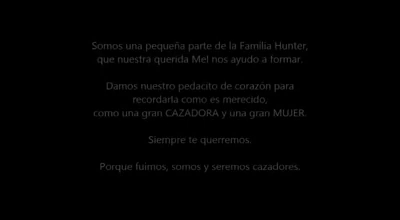 Somos una pequeña parte de la Familia Hunter,
que nuestra querida Mel nos ayudo a formar.
Damos nuestro pedacito de corazón para
recordarla como es merecido,
como una gran CAZADORA y una gran MUJER.
Siempre te querremos.
Porque fuimos, somos y seremos cazadores.